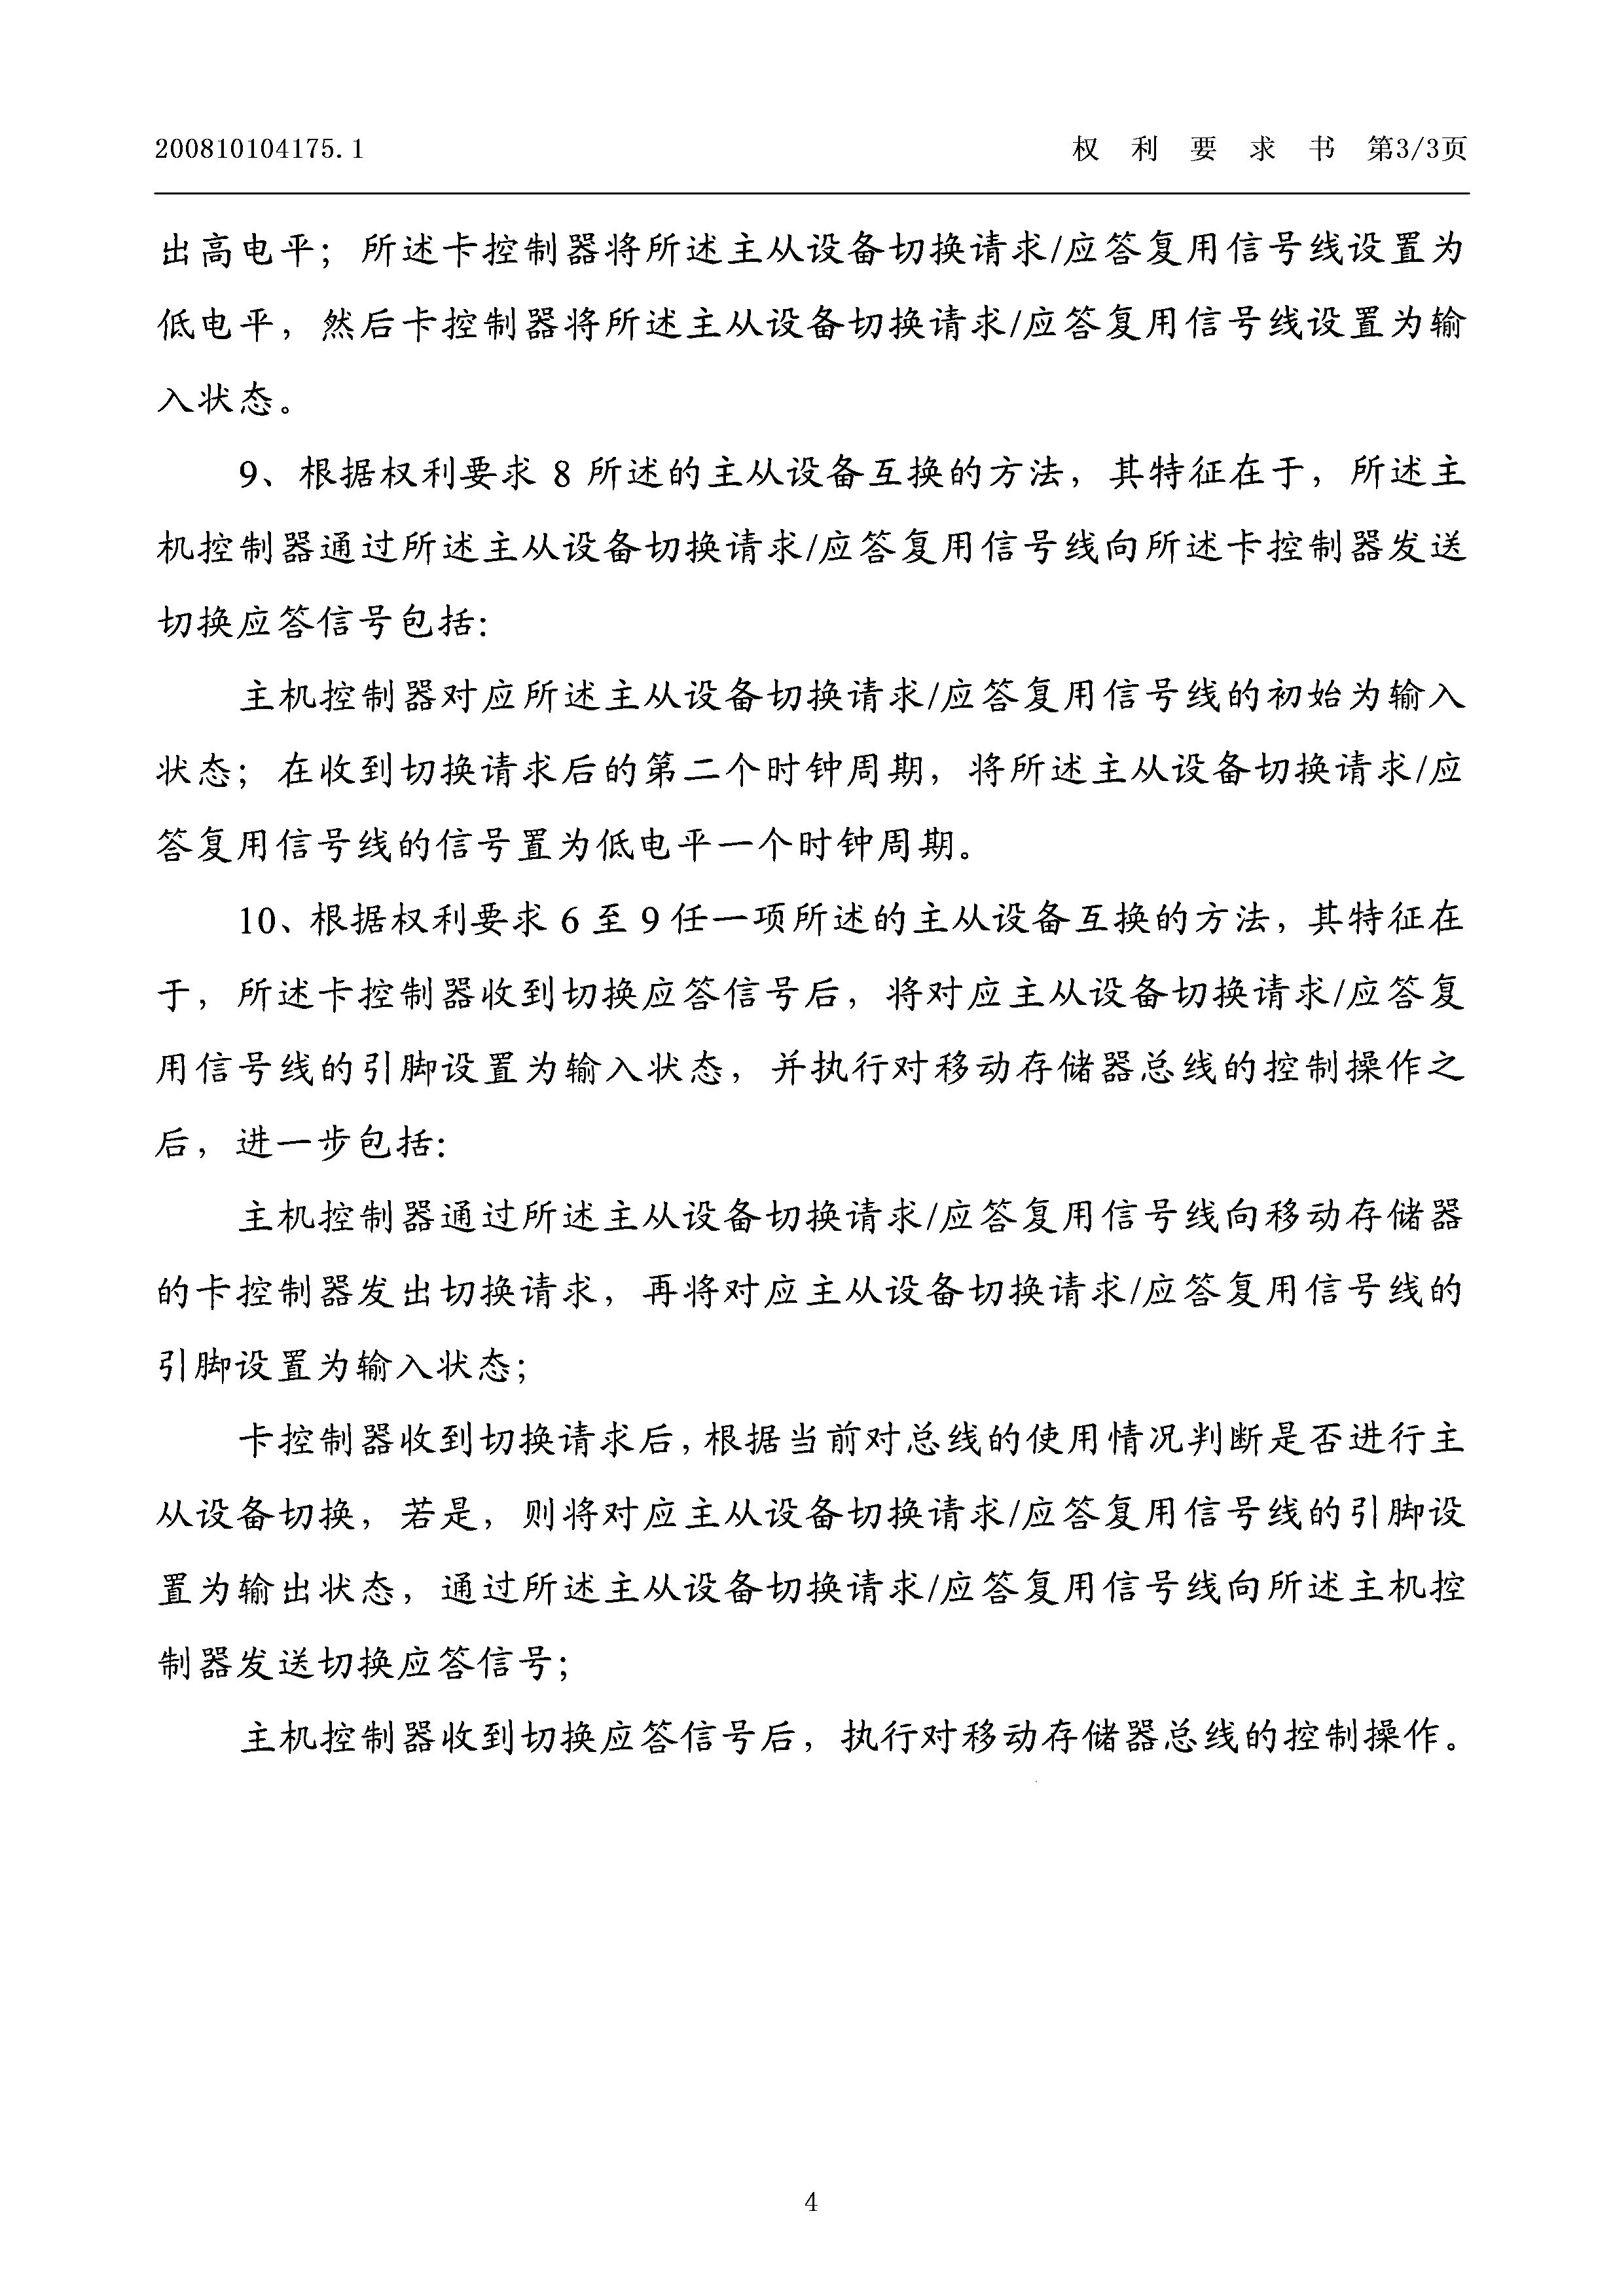 200810104175.1 权 利 要 求 书 第3/3页
出高电平；所述卡控制器将所述主从设备切换请求/应答复用信号线设置为
低电平，然后卡控制器将所述主从设备切换请求/应答复用信号线设置为输
入状态。
9、根据权利要求 8 所述的主从设备互换的方法，其特征在于，所述主
机控制器通过所述主从设备切换请求/应答复用信号线向所述卡控制器发送
切换应答信号包括：
主机控制器对应所述主从设备切换请求/应答复用信号线的初始为输入
状态；在收到切换请求后的第二个时钟周期，将所述主从设备切换请求/应
答复用信号线的信号置为低电平一个时钟周期。
10、根据权利要求 6 至 9 任一项所述的主从设备互换的方法，其特征在
于，所述卡控制器收到切换应答信号后，将对应主从设备切换请求/应答复
用信号线的引脚设置为输入状态，并执行对移动存储器总线的控制操作之
后，进一步包括：
主机控制器通过所述主从设备切换请求/应答复用信号线向移动存储器
的卡控制器发出切换请求，再将对应主从设备切换请求/应答复用信号线的
引脚设置为输入状态；
卡控制器收到切换请求后，根据当前对总线的使用情况判断是否进行主
从设备切换，若是，则将对应主从设备切换请求/应答复用信号线的引脚设
置为输出状态，通过所述主从设备切换请求/应答复用信号线向所述主机控
制器发送切换应答信号；
主机控制器收到切换应答信号后，执行对移动存储器总线的控制操作。
4